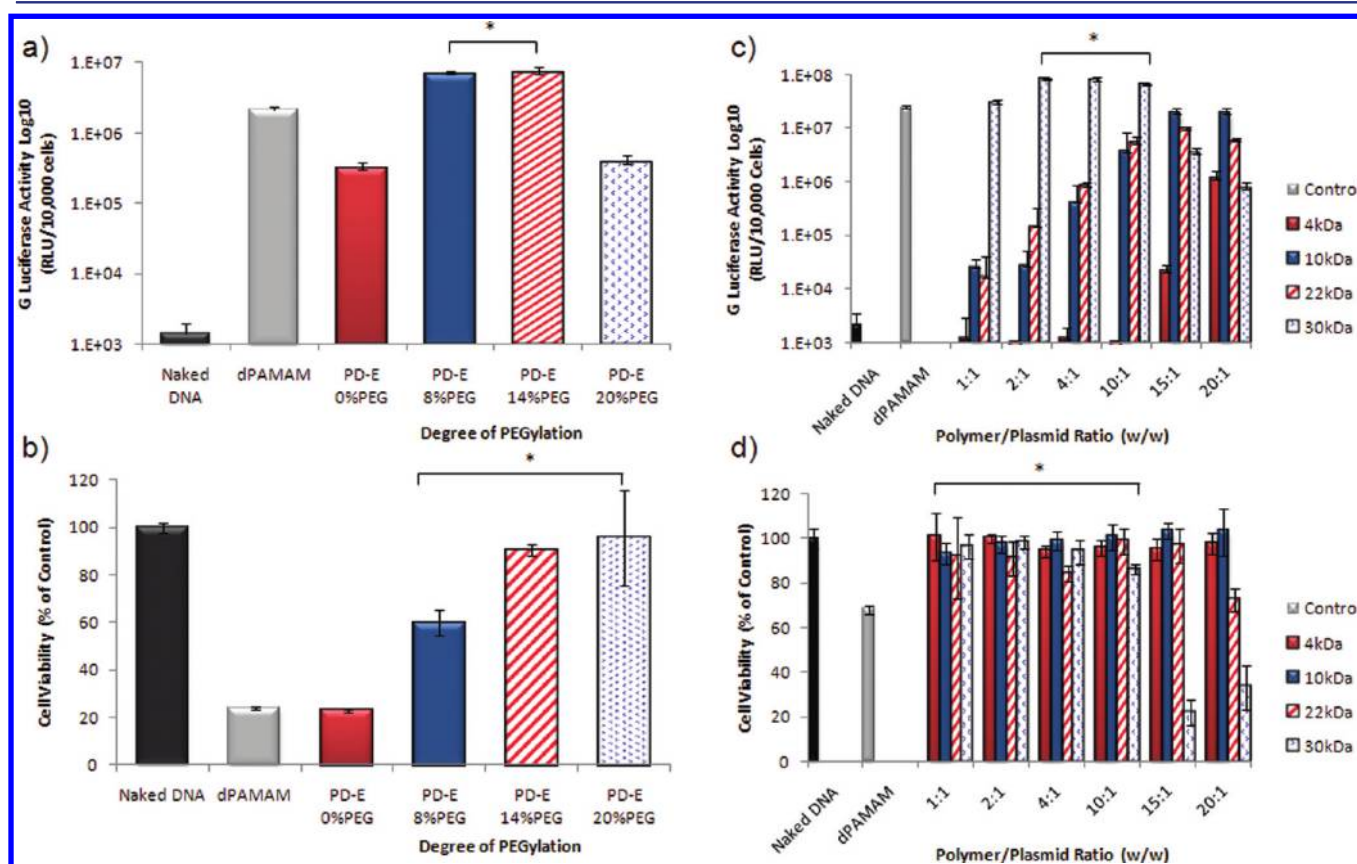 a)
*
1.E+07
1.E+06
1.E+05
1.E+04
1.E+03
G Luciferase Activity Log10
(RLU/10,000 cells)
Naked
DNA
dPAMAM
PD-E
0%PEG
PD-E
8%PEG
PD-E
14%PEG
PD-E
20%PEG
Degree of PEGylation
b)
*
120
100
80
60
40
20
0
Cell Viability (% of Control)
Naked DNA
dPAMAM
PD-E
0%PEG
PD-E
8%PEG
PD-E
14%PEG
PD-E
20%PEG
Degree of PEGylation
c)
*
1.E+08
1.E+07
1.E+06
1.E+05
1.E+04
1.E+03
G Luciferase Activity Log10
(RLU/10,000 Cells)
Naked DNA
dPAMAM
1:1
2:1
4:1
10:1
15:1
20:1
Polymer/Plasmid Ratio (w/w)
Control
4kDa
10kDa
22kDa
30kDa
d)
*
120
100
80
60
40
20
0
Cell Viability (% of Control)
Naked DNA
dPAMAM
1:1
2:1
4:1
10:1
15:1
20:1
Polymer/Plasmid Ratio (w/w)
Control
4kDa
10kDa
22kDa
30kDa